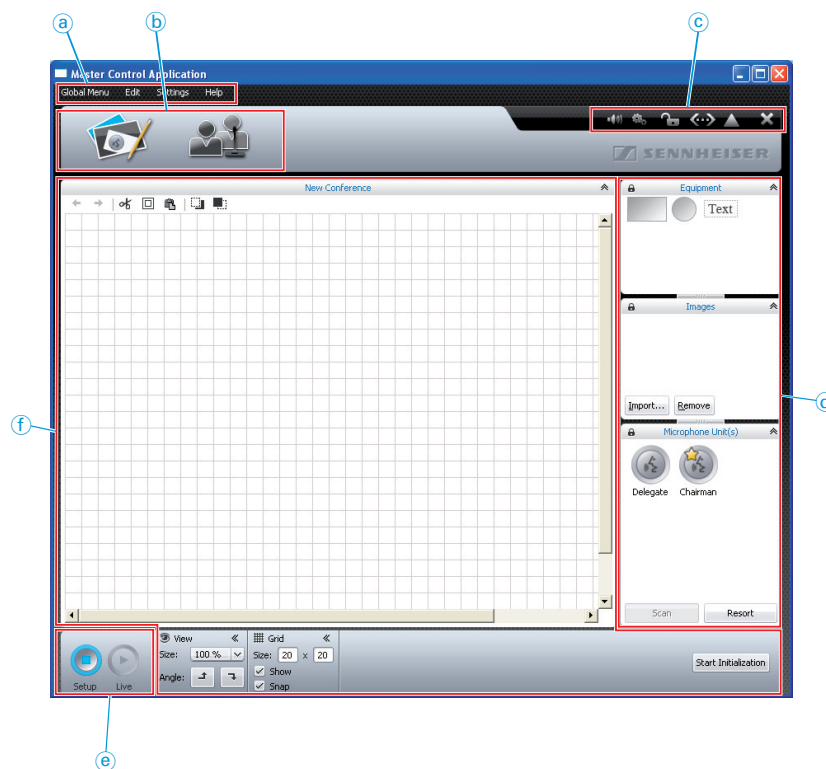 a
b
c
Master Control Application
Global Menu Edit Settings Help
SENNHEISER
New Conference
Equipment
Text
Images
Import... Remove
d
f
Microphone Unit(s)
Delegate Chairman
Scan Resort
View
Grid
Size: 100 %
Size: 20 x 20
Angle:
Show
Snap
Start Initialization
Setup Live
e